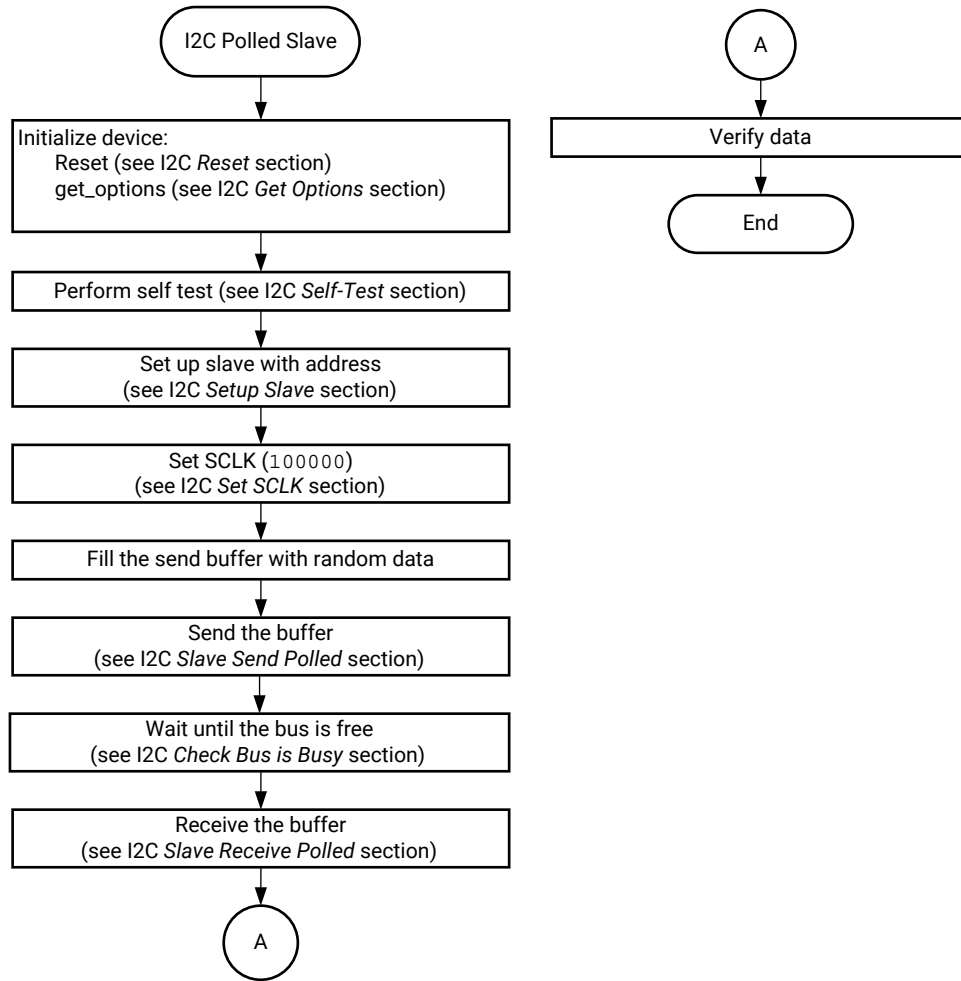 I2C Polled Slave
Initialize device:
Reset (see I2C Reset section)
get_options (see I2C Get Options section)
Perform self test (see I2C Self-Test section)
Set up slave with address
(see I2C Setup Slave section)
Set SCLK (100000)
(see I2C Set SCLK section)
Fill the send buffer with random data
Send the buffer
(see I2C Slave Send Polled section)
Wait until the bus is free
(see I2C Check Bus is Busy section)
Receive the buffer
(see I2C Slave Receive Polled section)
A
A
Verify data
End